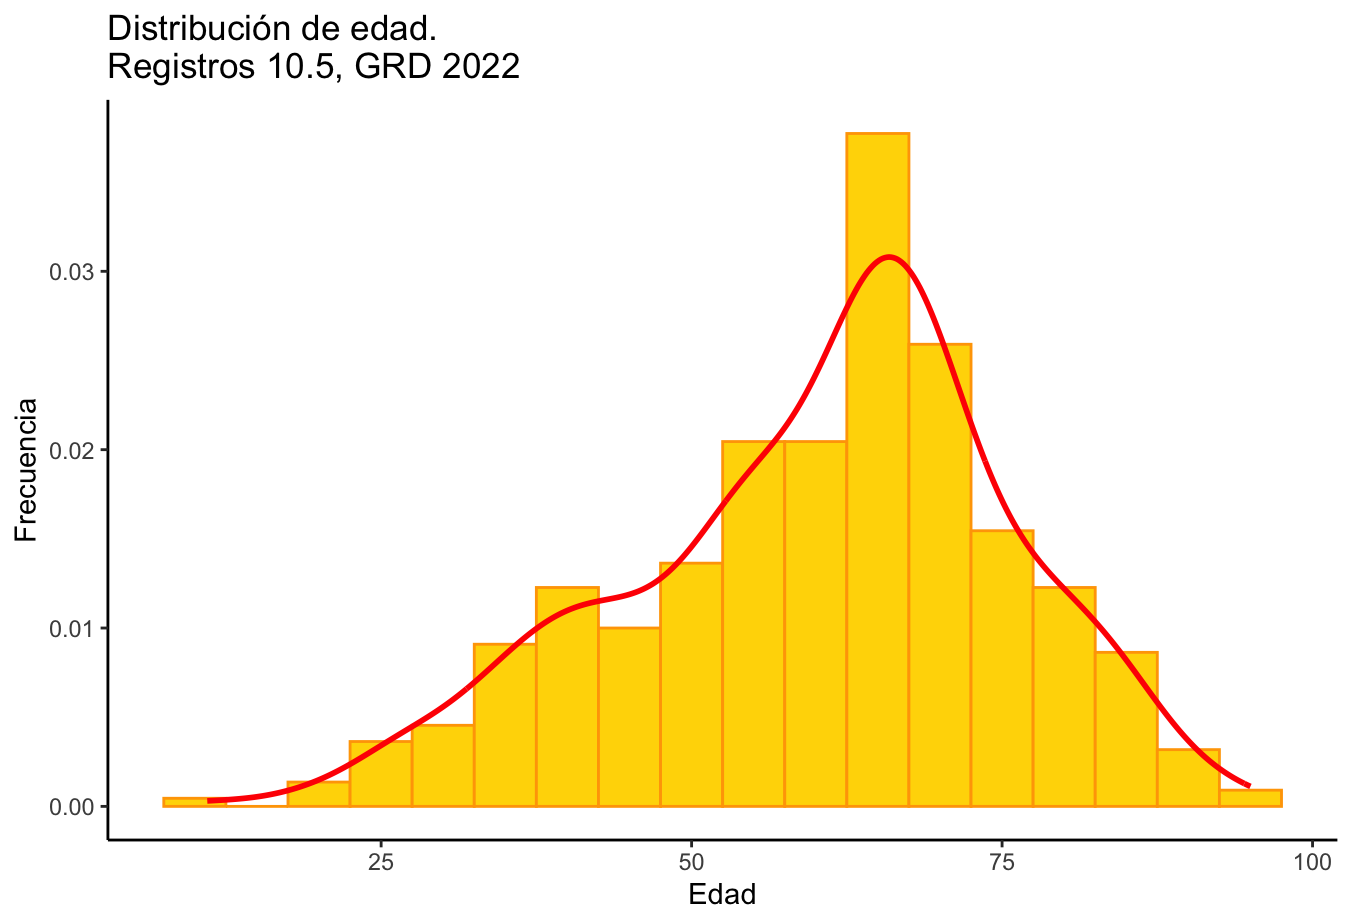 Distribución de edad.
Registros 10.5, GRD 2022
Frecuencia
0.03
0.02
0.01
0.00
25 50 75 100
Edad